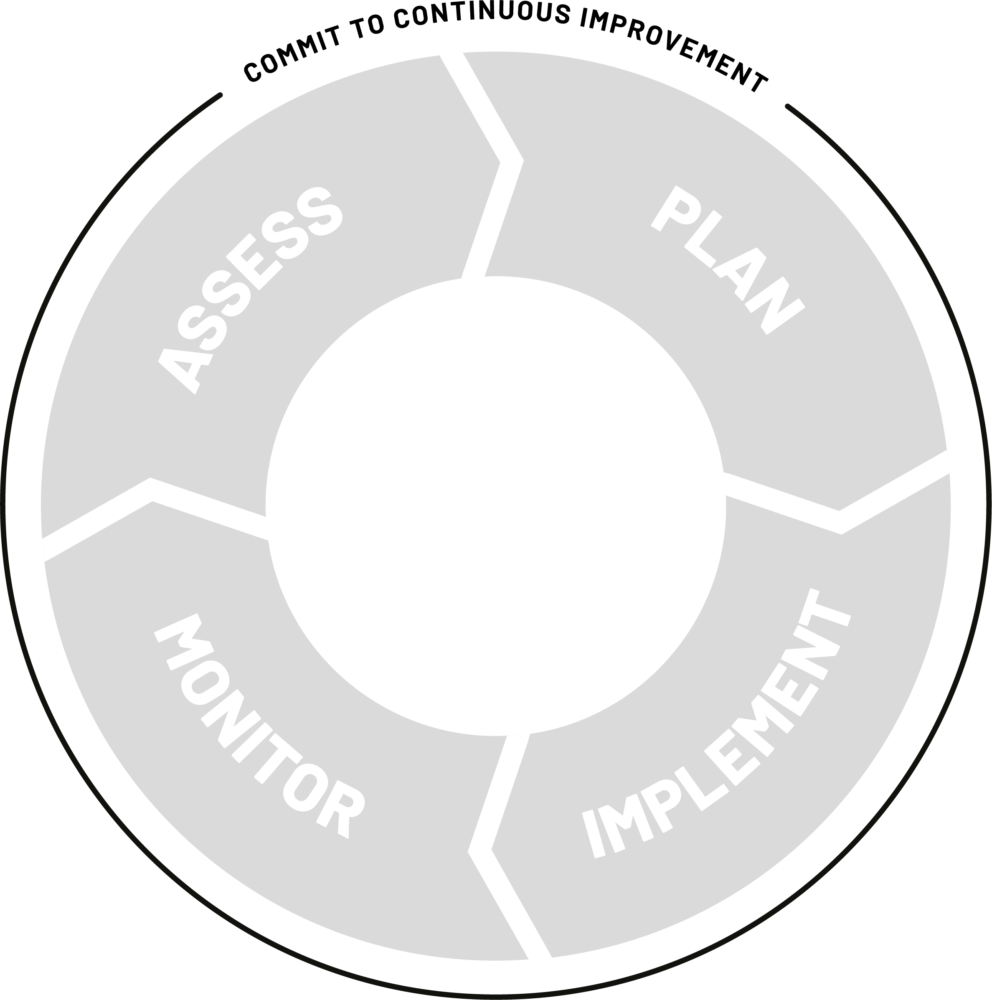 COMMIT TO CONTINUOUS IMPROVEMENT
ASSESS
PLAN
IMPLEMENT
MONITOR